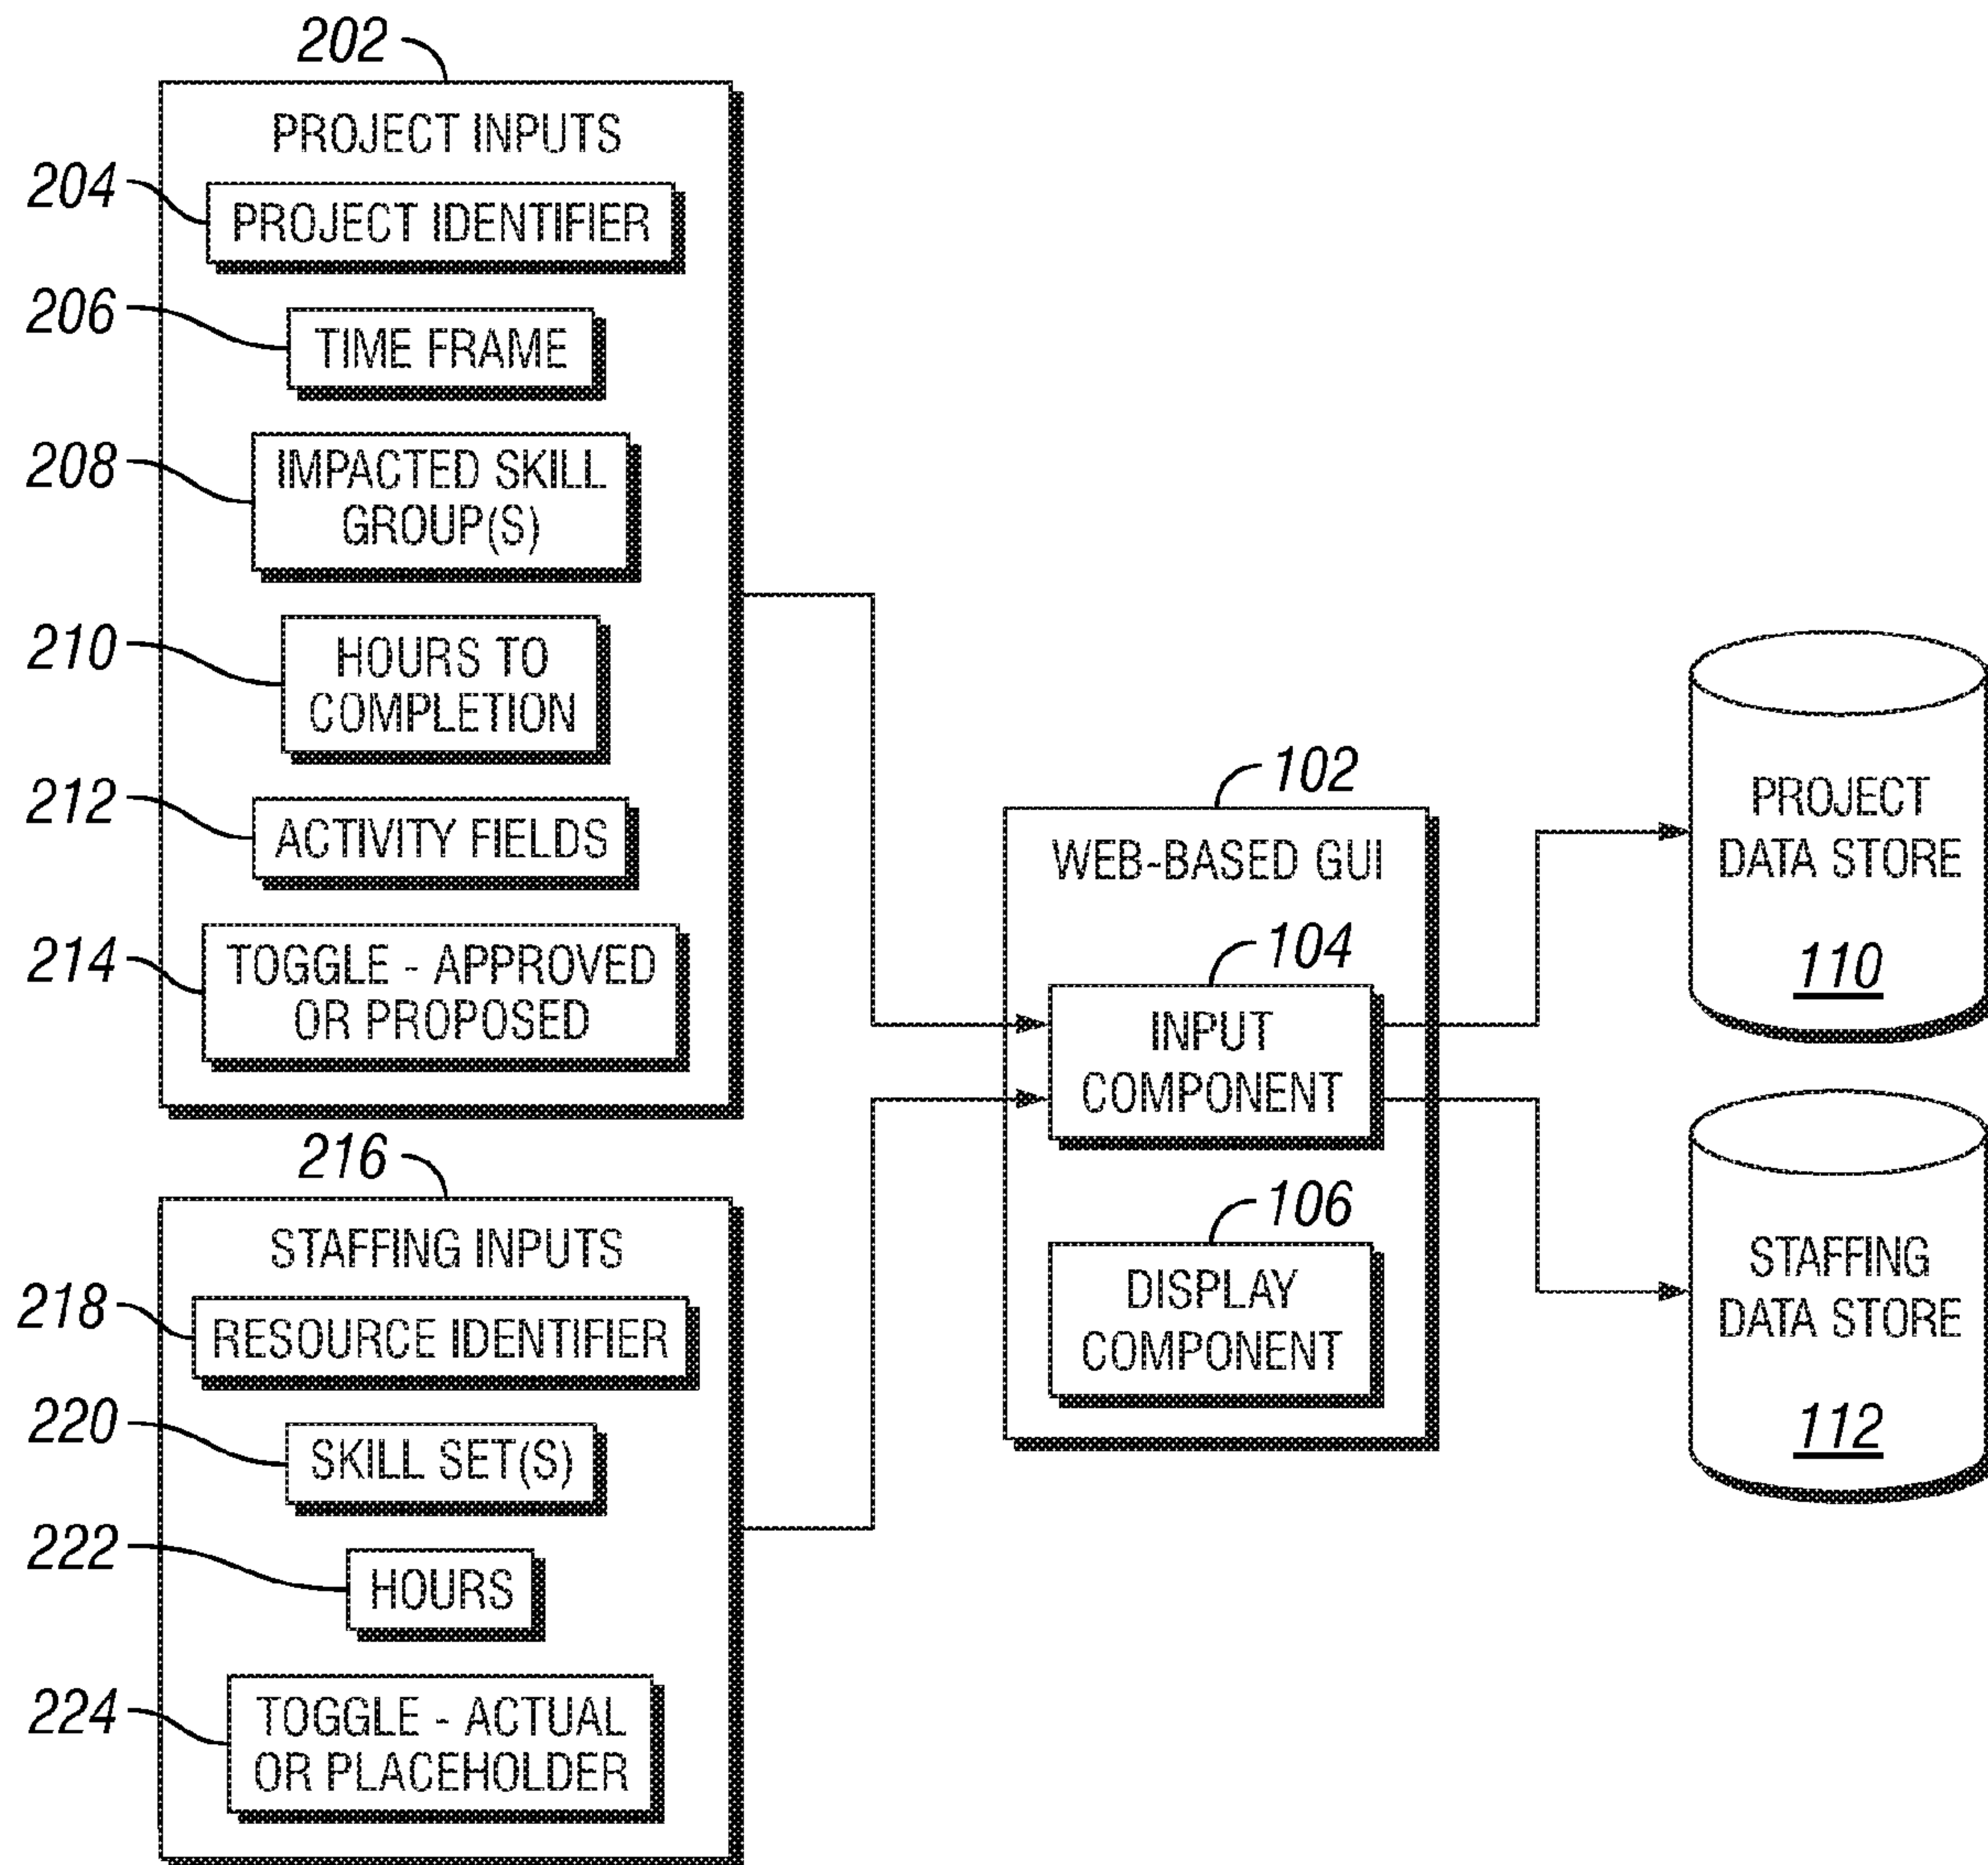 202
PROJECT INPUTS
204
PROJECT IDENTIFIER
206
TIME FRAME
208
IMPACTED SKILL
GROUP(S)
210
HOURS TO
COMPLETION
212
ACTIVITY FIELDS
214
TOGGLE - APPROVED
OR PROPOSED
216
STAFFING INPUTS
218
RESOURCE IDENTIFIER
220
SKILL SET(S)
222
HOURS
224
TOGGLE - ACTUAL
OR PLACEHOLDER
102
WEB-BASED GUI
104
INPUT
COMPONENT
106
DISPLAY
COMPONENT
PROJECT
DATA STORE
110
STAFFING
DATA STORE
112